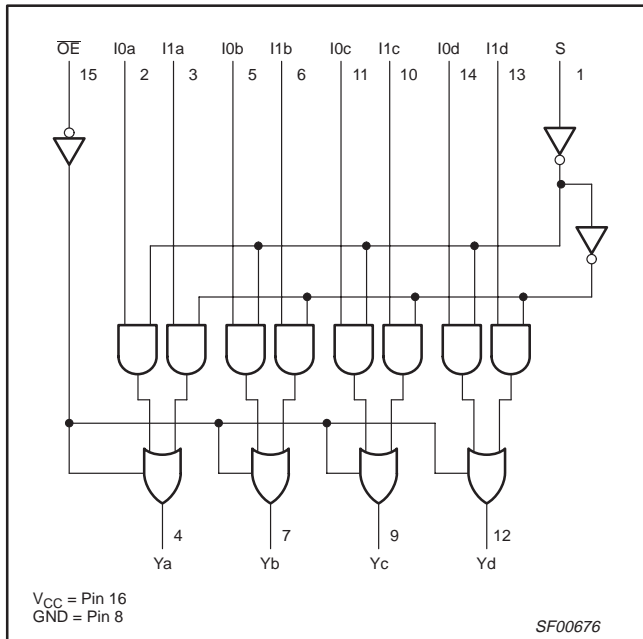 OE I0a I1a I0b I1b I0c I1c I0d I1d S
15 2 3 5 6 11 10 14 13 1
4 7 9 12
Ya Yb Yc Yd
VCC = Pin 16
GND = Pin 8
SF00676